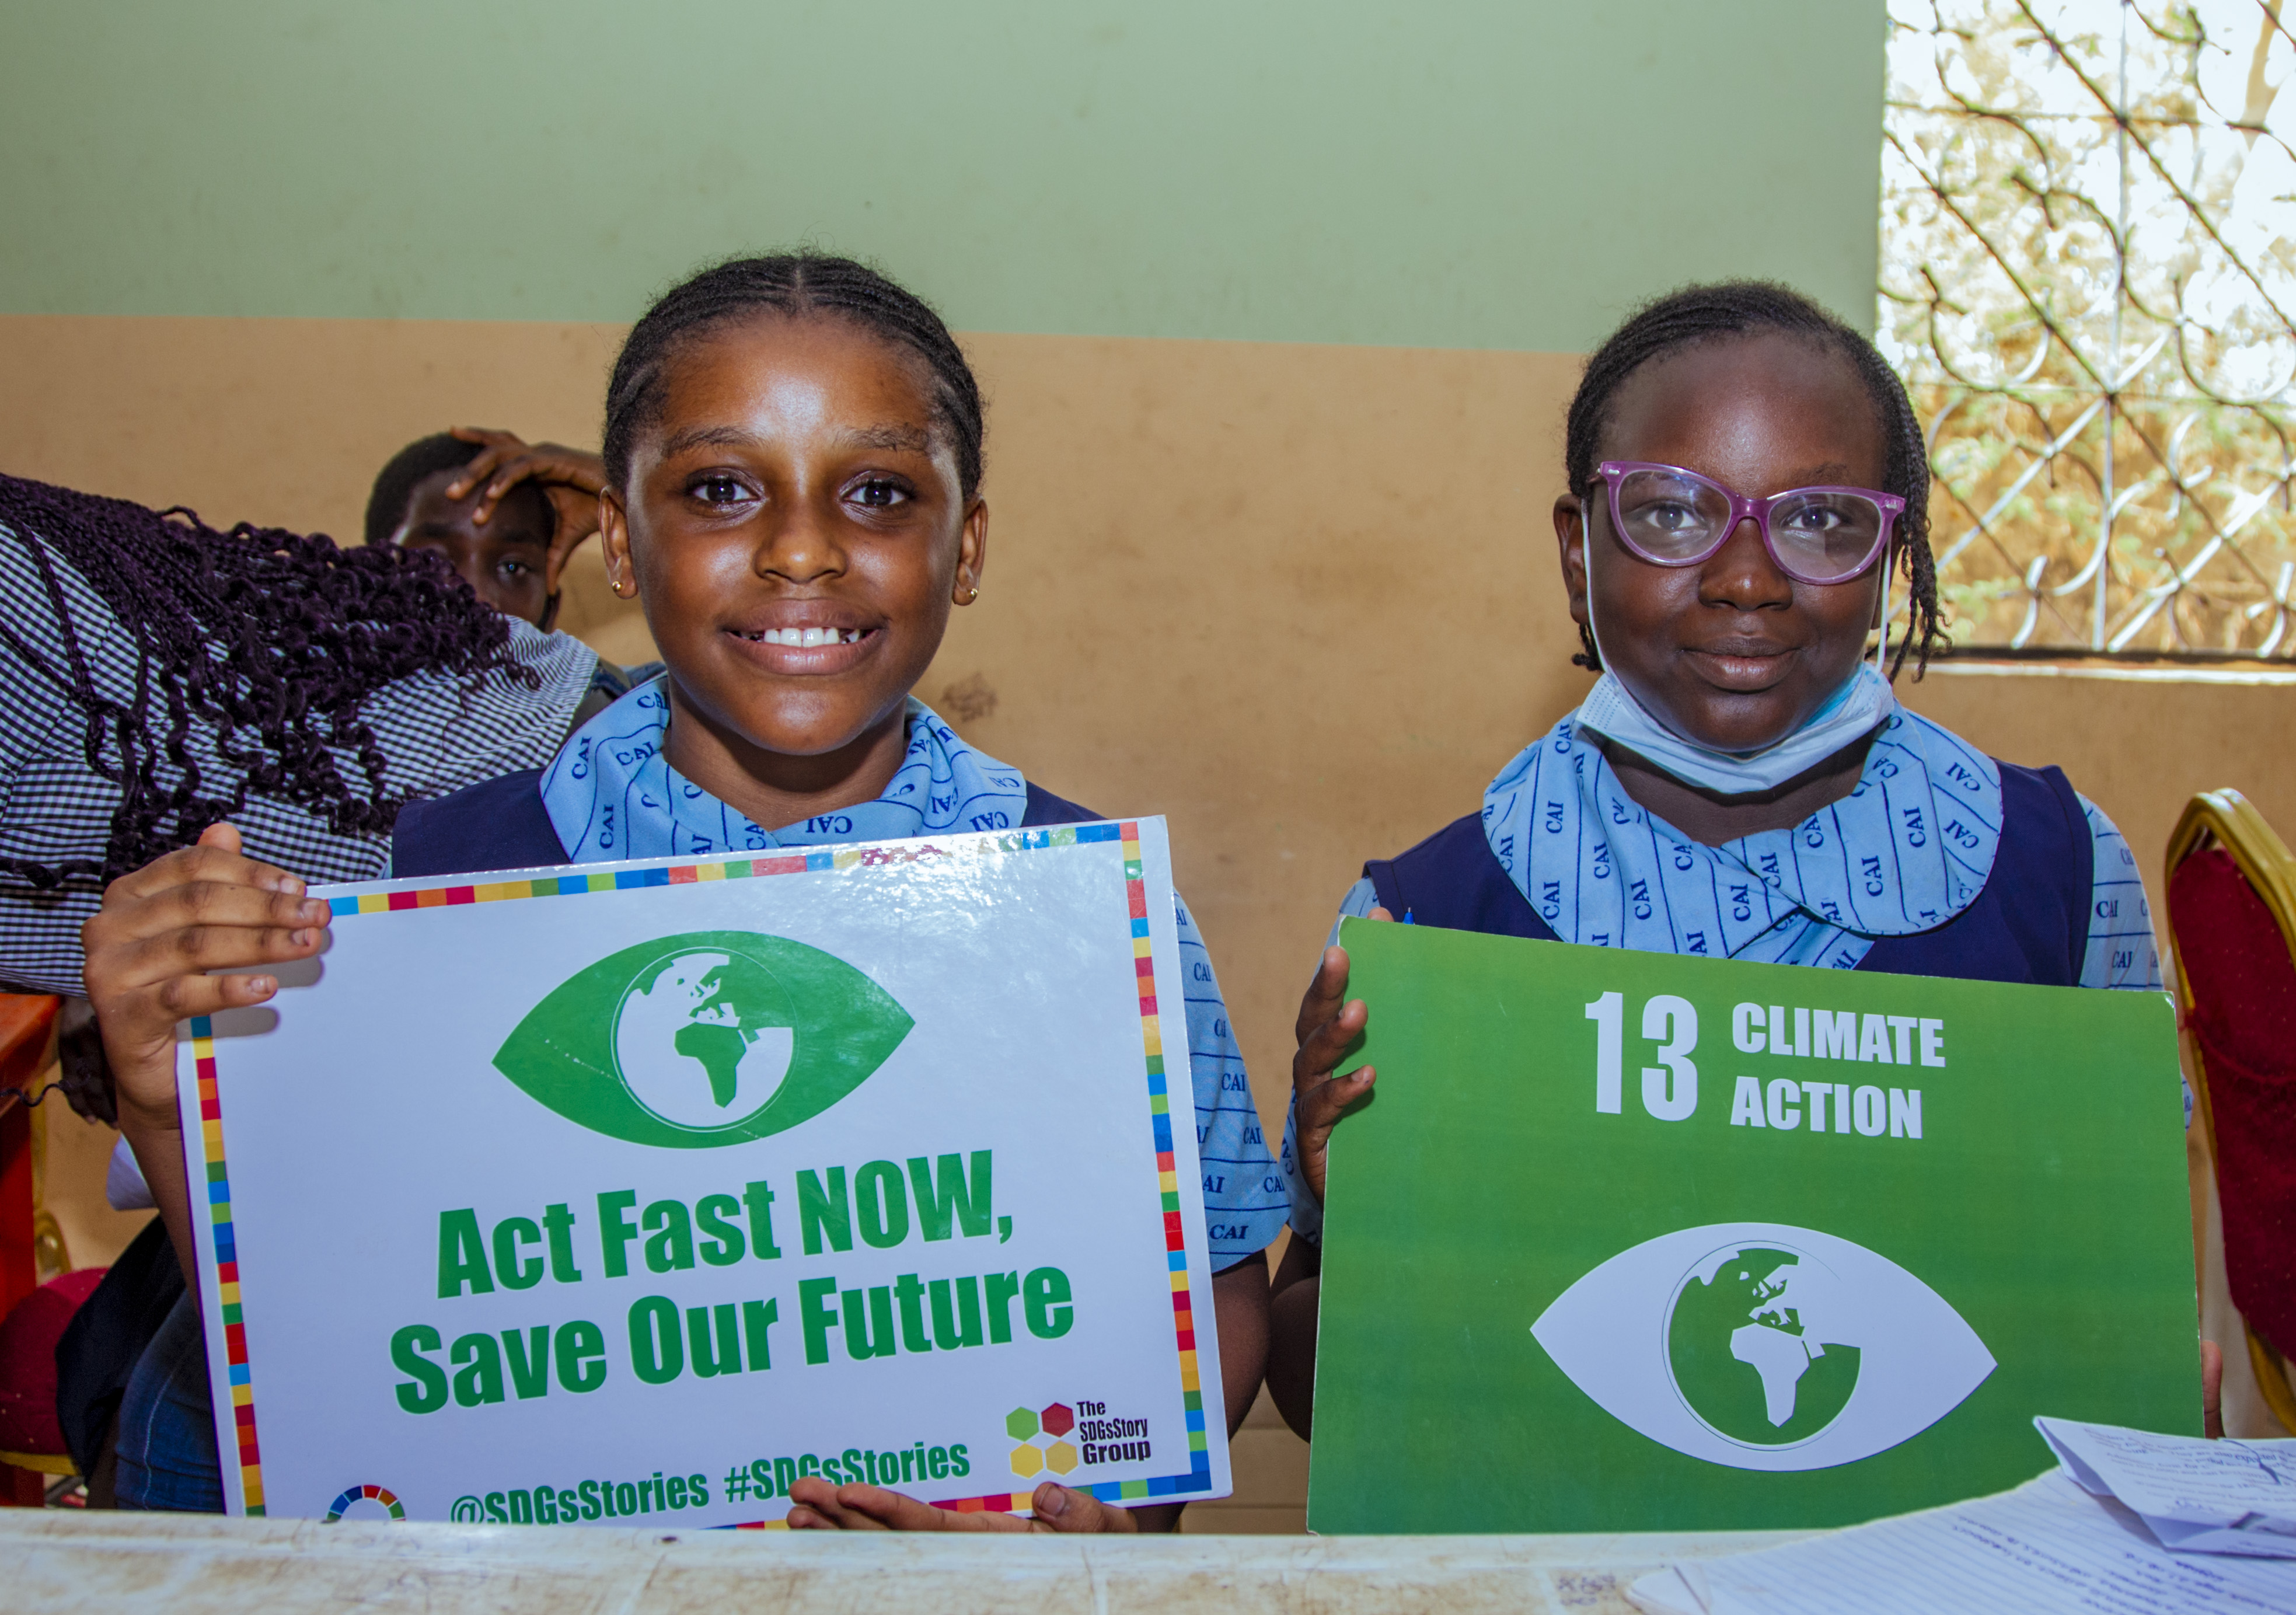 CAI
Act Fast NOW,
Save Our Future
@SDGsStories #SDGsStories
The
SDGsStory
Group
13
CLIMATE
ACTION